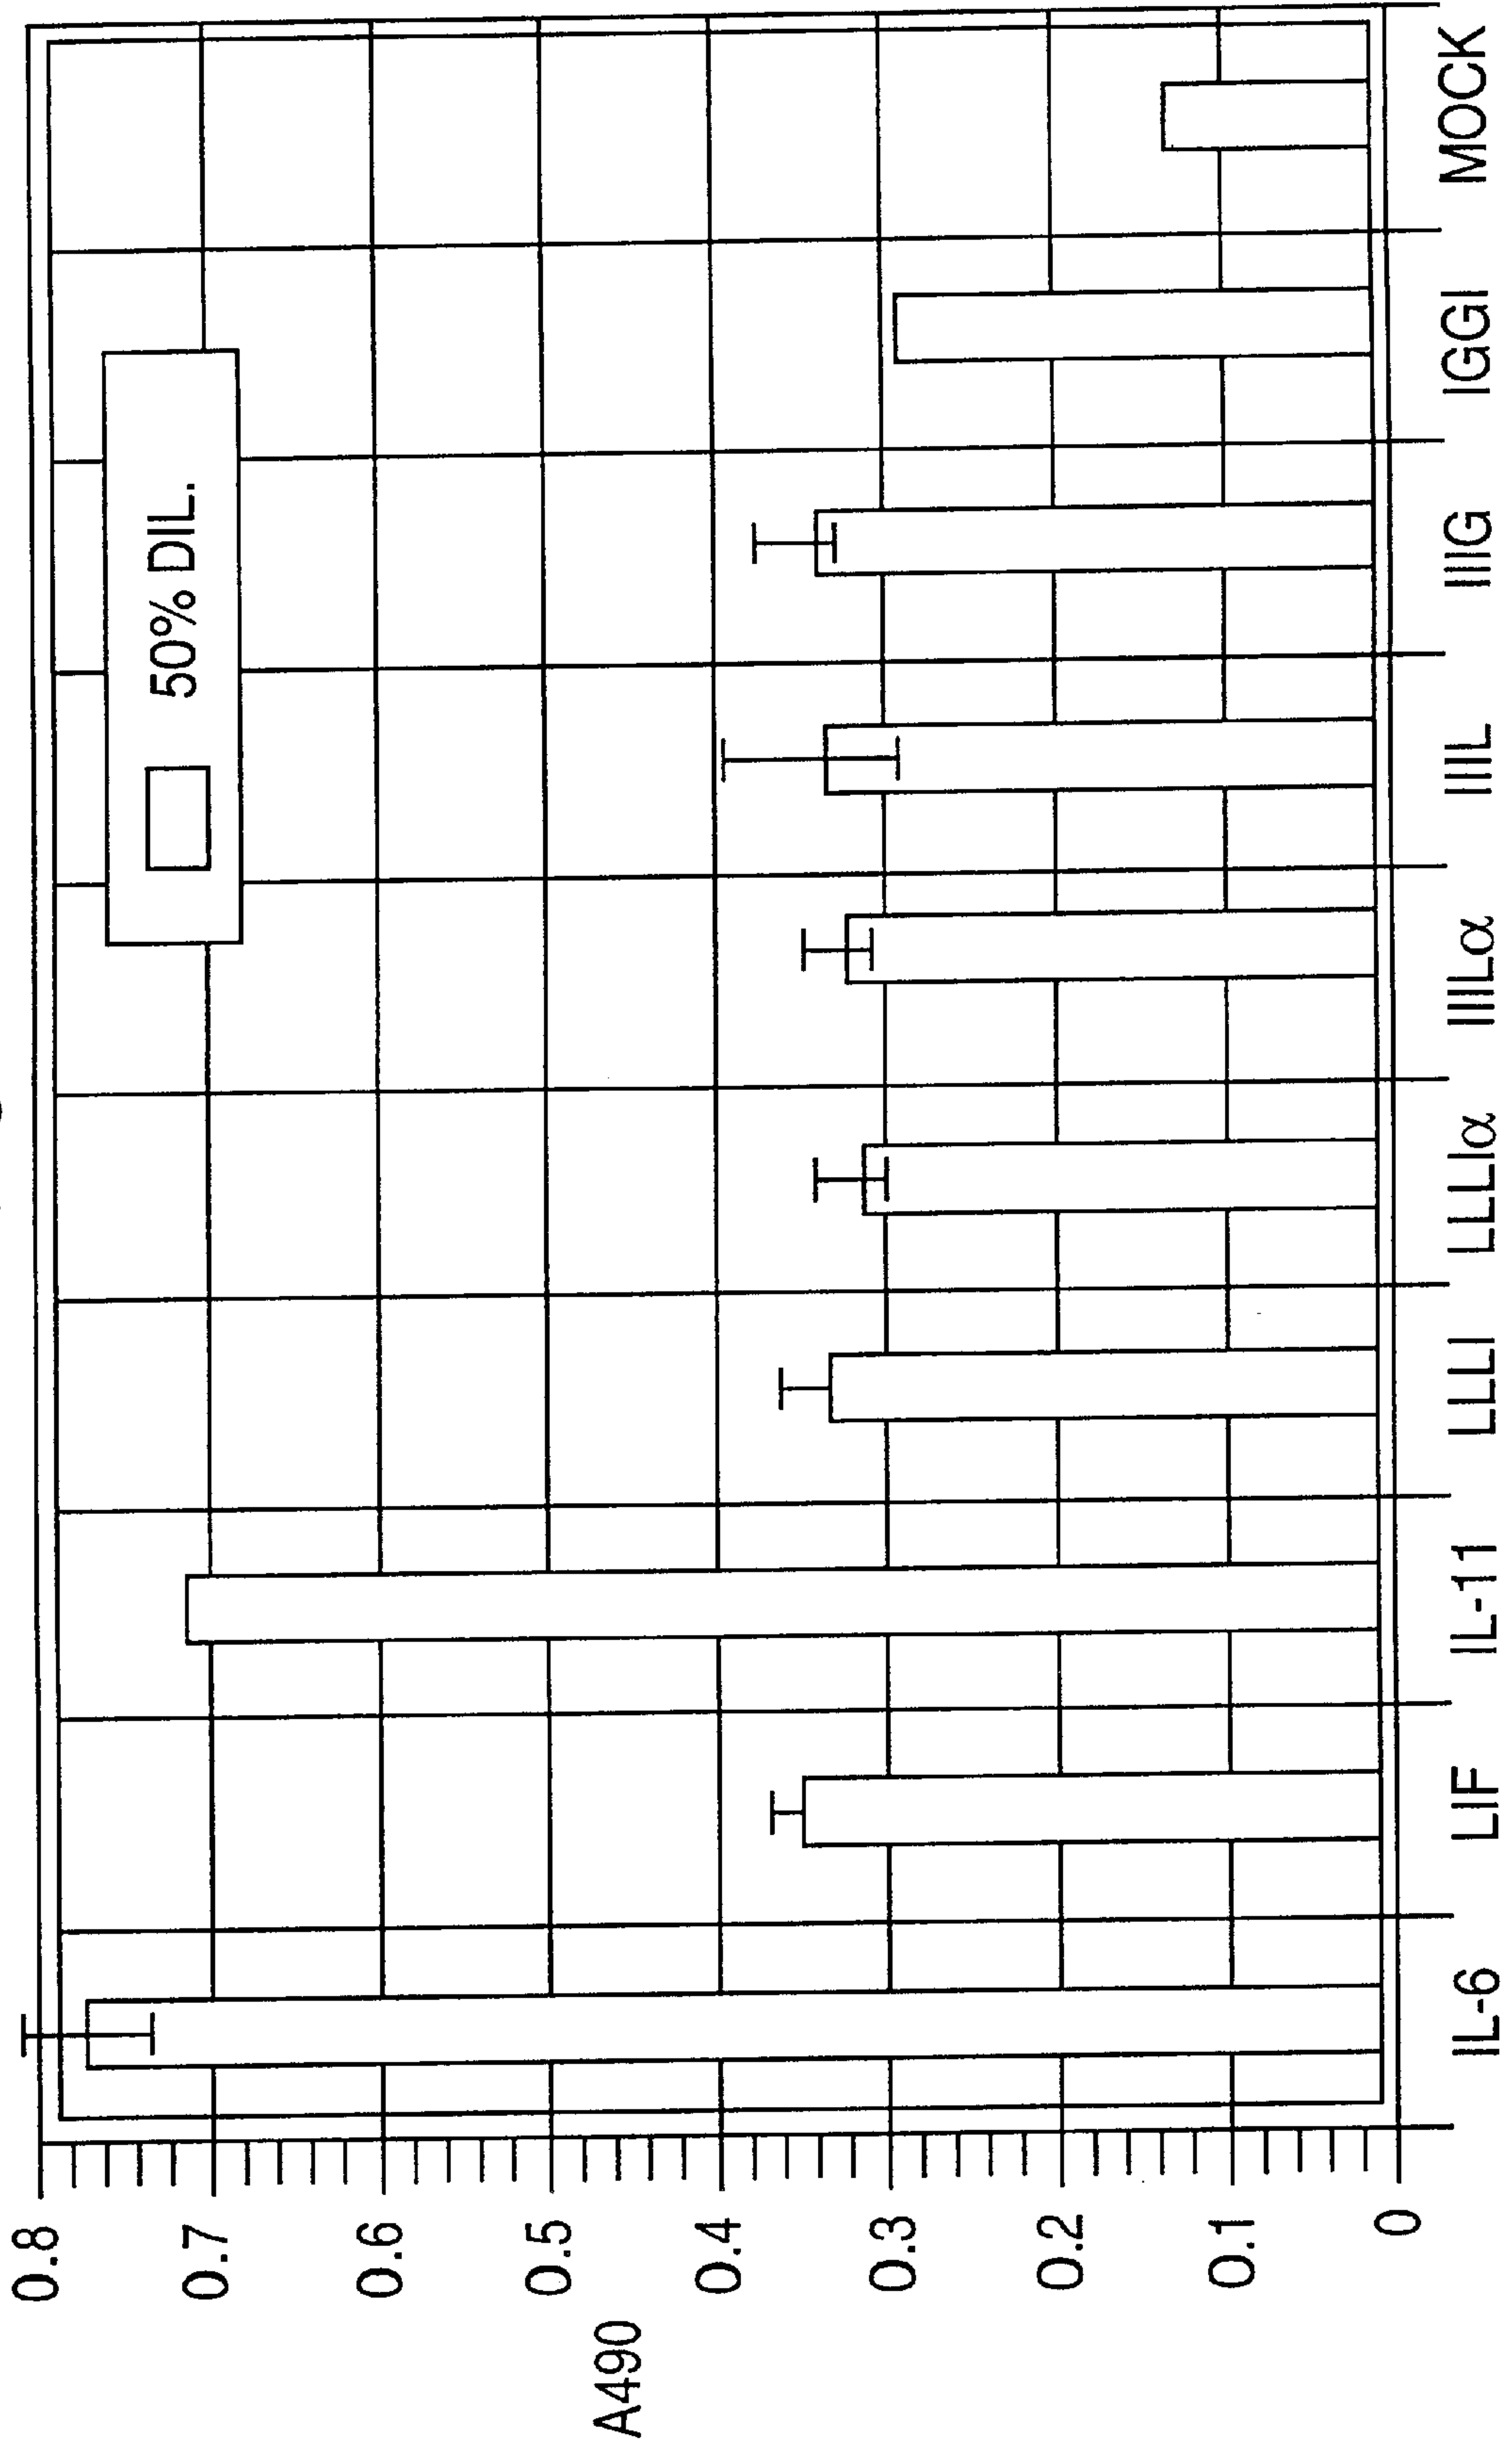 50% DIL.
A490
0.8
0.7
0.6
0.5
0.4
0.3
0.2
0.1
0
IL-6
LIF
IL-11
LLLI
LLLIα
IIILα
IIIL
IIIG
IGGI
MOCK